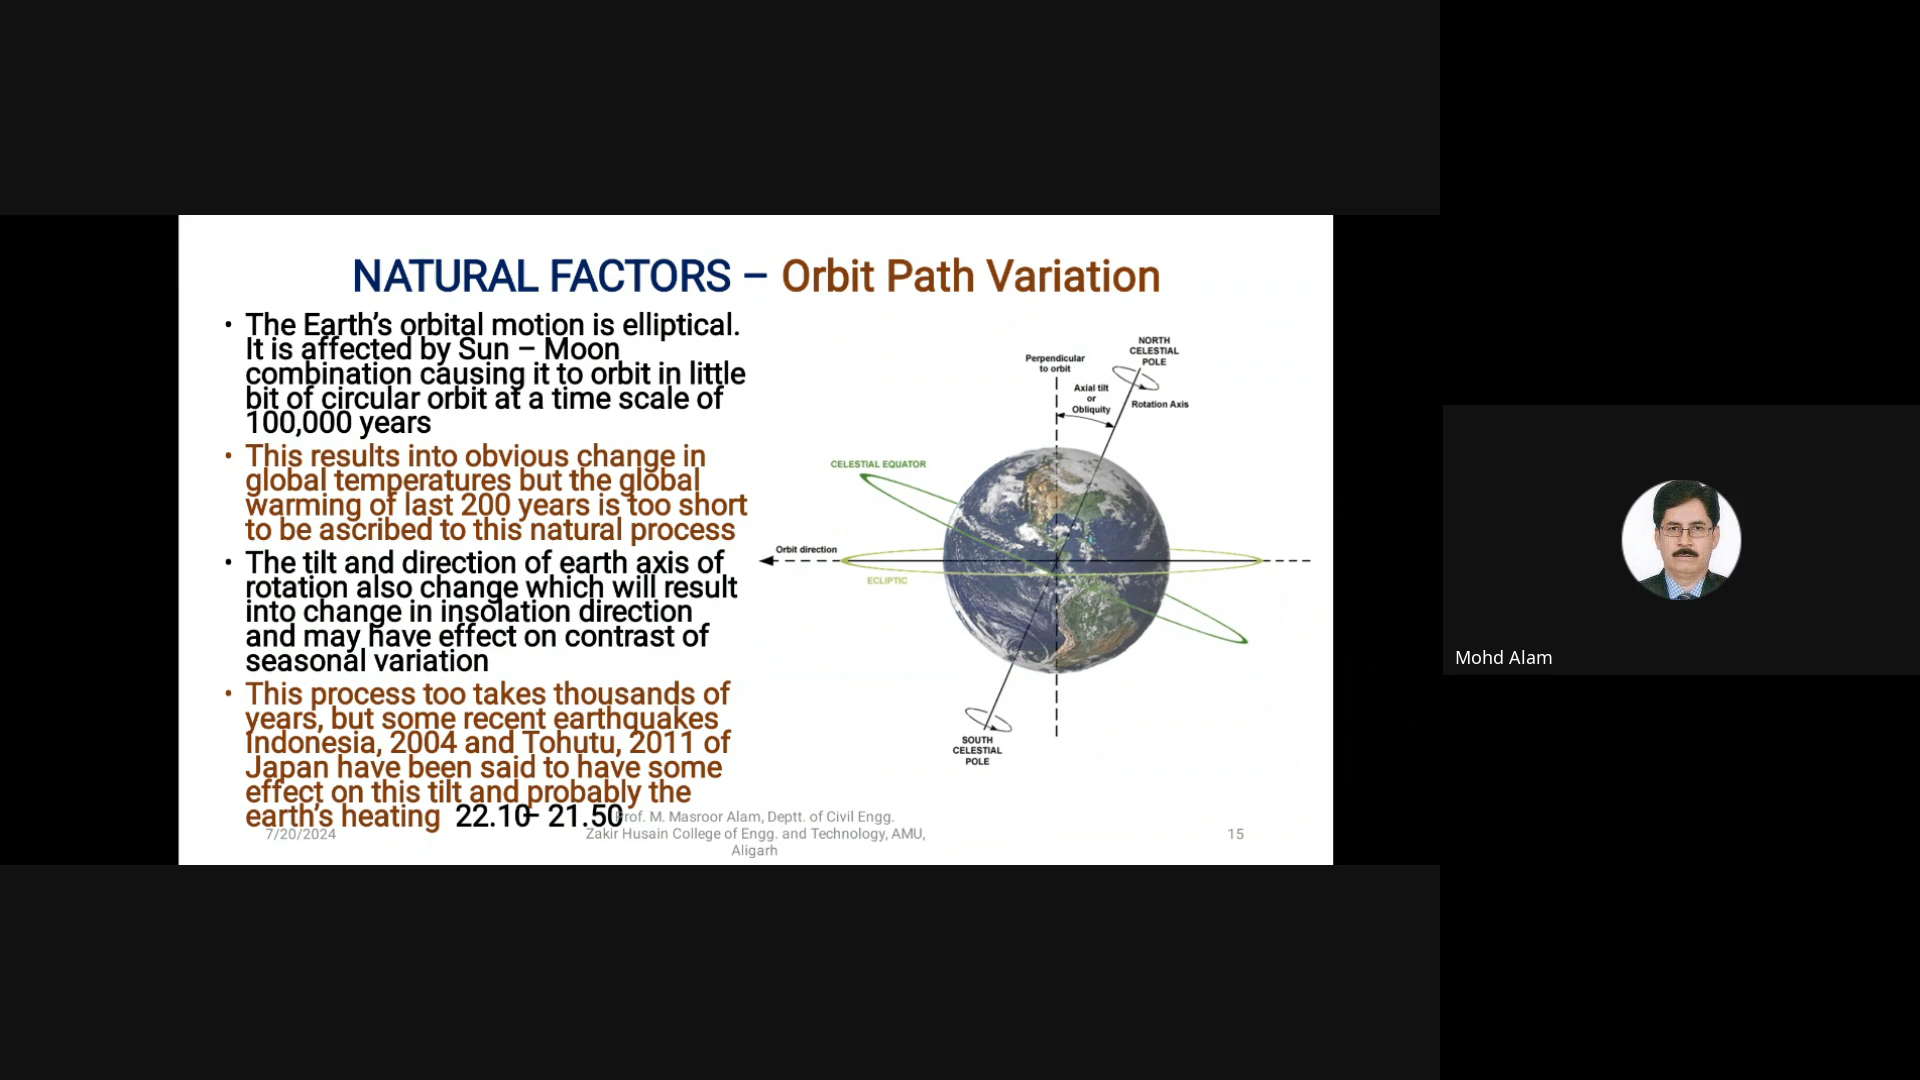 NATURAL FACTORS – Orbit Path Variation
• The Earth's orbital motion is elliptical.
It is affected by Sun – Moon
combination causing it to orbit in little
bit of circular orbit at a time scale of
100,000 years
• This results into obvious change in
global temperatures but the global
warming of last 200 years is too short
to be ascribed to this natural process
• The tilt and direction of earth axis of
rotation also change which will result
into change in insolation direction
and may have effect on contrast of
seasonal variation
• This process too takes thousands of
years, but some recent earthquakes
Indonesia, 2004 and Tohutu, 2011 of
Japan have been said to have some
effect on this tilt and probably the
earth's heating 22.10 – 21.50
NORTH
CELESTIAL
POLE
Perpendicular
to orbit
Axial tilt
or
Obliquity
Rotation Axis
CELESTIAL EQUATOR
Orbit direction
ECLIPTIC
SOUTH
CELESTIAL
POLE
7/20/2024
Prof. M. Masroor Alam, Deptt. of Civil Engg.
Zakir Husain College of Engg. and Technology, AMU,
Aligarh
15
Mohd Alam